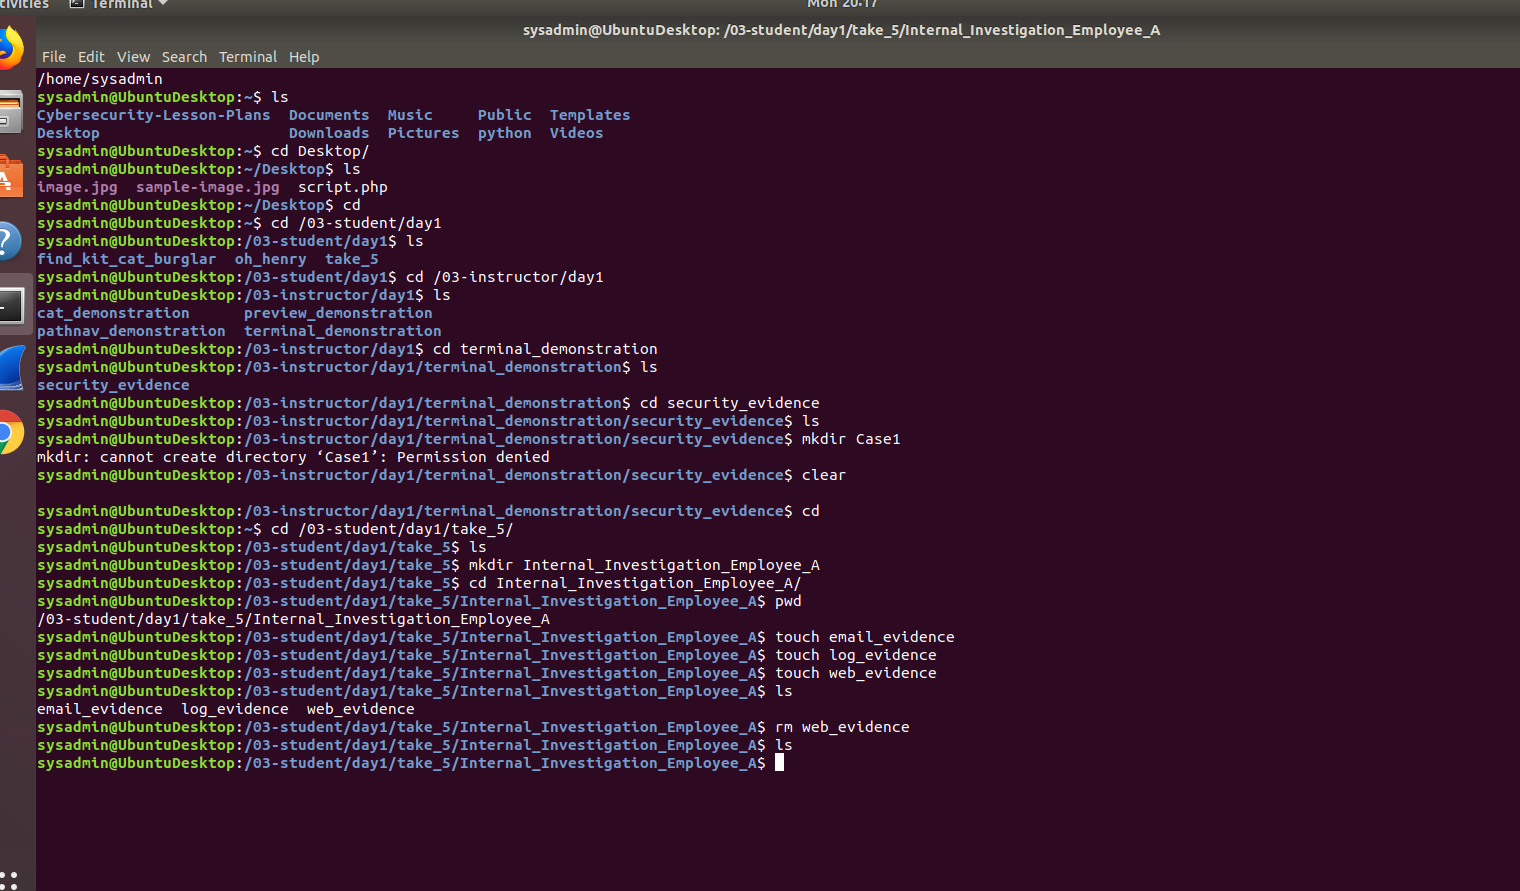 tivities Terminal Mon 20:17
sysadmin@UbuntuDesktop: /03-student/day1/take_5/Internal_Investigation_Employee_A
File Edit View Search Terminal Help
/home/sysadmin
sysadmin@UbuntuDesktop:~$ ls
Cybersecurity-Lesson-Plans Documents Music Public Templates
Desktop Downloads Pictures python Videos
sysadmin@UbuntuDesktop:~$ cd Desktop/
sysadmin@UbuntuDesktop:~/Desktop$ ls
image.jpg sample-image.jpg script.php
sysadmin@UbuntuDesktop:~/Desktop$ cd
sysadmin@UbuntuDesktop:~$ cd /03-student/day1
sysadmin@UbuntuDesktop:/03-student/day1$ ls
find_kit_cat_burglar oh_henry take_5
sysadmin@UbuntuDesktop:/03-student/day1$ cd /03-instructor/day1
sysadmin@UbuntuDesktop:/03-instructor/day1$ ls
cat_demonstration preview_demonstration
pathnav_demonstration terminal_demonstration
sysadmin@UbuntuDesktop:/03-instructor/day1$ cd terminal_demonstration
sysadmin@UbuntuDesktop:/03-instructor/day1/terminal_demonstration$ ls
security_evidence
sysadmin@UbuntuDesktop:/03-instructor/day1/terminal_demonstration$ cd security_evidence
sysadmin@UbuntuDesktop:/03-instructor/day1/terminal_demonstration/security_evidence$ ls
sysadmin@UbuntuDesktop:/03-instructor/day1/terminal_demonstration/security_evidence$ mkdir Case1
mkdir: cannot create directory ‘Case1’: Permission denied
sysadmin@UbuntuDesktop:/03-instructor/day1/terminal_demonstration/security_evidence$ clear
sysadmin@UbuntuDesktop:/03-instructor/day1/terminal_demonstration/security_evidence$ cd
sysadmin@UbuntuDesktop:~$ cd /03-student/day1/take_5/
sysadmin@UbuntuDesktop:/03-student/day1/take_5$ ls
sysadmin@UbuntuDesktop:/03-student/day1/take_5$ mkdir Internal_Investigation_Employee_A
sysadmin@UbuntuDesktop:/03-student/day1/take_5$ cd Internal_Investigation_Employee_A/
sysadmin@UbuntuDesktop:/03-student/day1/take_5/Internal_Investigation_Employee_A$ pwd
/03-student/day1/take_5/Internal_Investigation_Employee_A
sysadmin@UbuntuDesktop:/03-student/day1/take_5/Internal_Investigation_Employee_A$ touch email_evidence
sysadmin@UbuntuDesktop:/03-student/day1/take_5/Internal_Investigation_Employee_A$ touch log_evidence
sysadmin@UbuntuDesktop:/03-student/day1/take_5/Internal_Investigation_Employee_A$ touch web_evidence
sysadmin@UbuntuDesktop:/03-student/day1/take_5/Internal_Investigation_Employee_A$ ls
email_evidence log_evidence web_evidence
sysadmin@UbuntuDesktop:/03-student/day1/take_5/Internal_Investigation_Employee_A$ rm web_evidence
sysadmin@UbuntuDesktop:/03-student/day1/take_5/Internal_Investigation_Employee_A$ ls
sysadmin@UbuntuDesktop:/03-student/day1/take_5/Internal_Investigation_Employee_A$